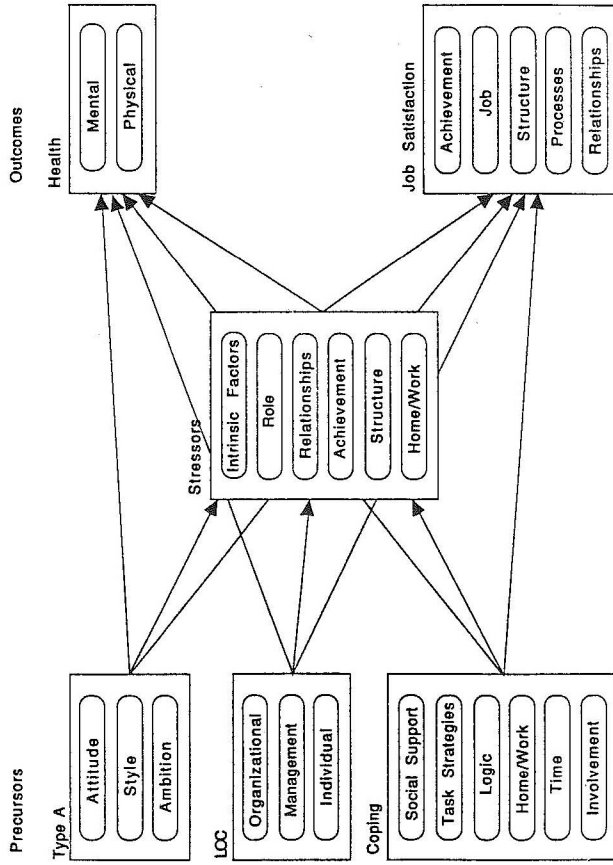 Precursors
Type A
Attitude
Style
Ambition
LOC
Organizational
Management
Individual
Coping
Social Support
Task Strategies
Logic
Home/Work
Time
Involvement
Stressors
Intrinsic Factors
Role
Relationships
Achievement
Structure
Home/Work
Outcomes
Health
Mental
Physical
Job Satisfaction
Achievement
Job
Structure
Processes
Relationships